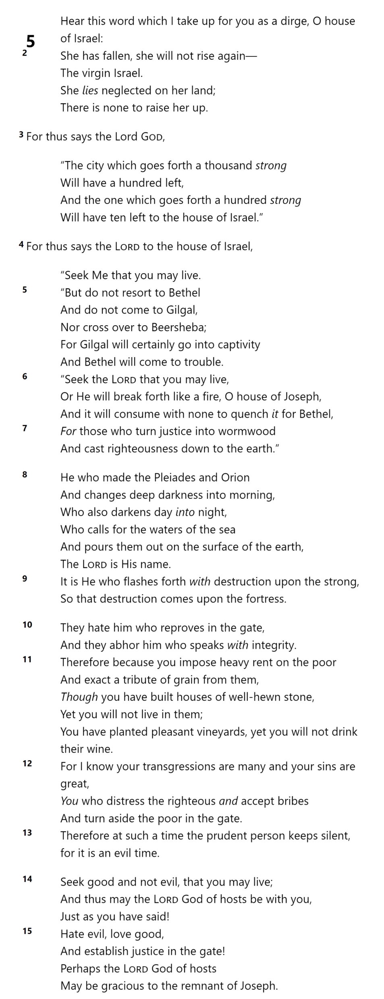 Hear this word which I take up for you as a dirge, O house
5 of Israel:
2 She has fallen, she will not rise again—
The virgin Israel.
She lies neglected on her land;
There is none to raise her up.
3 For thus says the Lord GOD,
“The city which goes forth a thousand strong
Will have a hundred left,
And the one which goes forth a hundred strong
Will have ten left to the house of Israel.”
4 For thus says the LORD to the house of Israel,
“Seek Me that you may live.
5 “But do not resort to Bethel
And do not come to Gilgal,
Nor cross over to Beersheba;
For Gilgal will certainly go into captivity
And Bethel will come to trouble.
6 “Seek the LORD that you may live,
Or He will break forth like a fire, O house of Joseph,
And it will consume with none to quench it for Bethel,
7 For those who turn justice into wormwood
And cast righteousness down to the earth.”
8 He who made the Pleiades and Orion
And changes deep darkness into morning,
Who also darkens day into night,
Who calls for the waters of the sea
And pours them out on the surface of the earth,
The LORD is His name.
9 It is He who flashes forth with destruction upon the strong,
So that destruction comes upon the fortress.
10 They hate him who reproves in the gate,
And they abhor him who speaks with integrity.
11 Therefore because you impose heavy rent on the poor
And exact a tribute of grain from them,
Though you have built houses of well-hewn stone,
Yet you will not live in them;
You have planted pleasant vineyards, yet you will not drink
their wine.
12 For I know your transgressions are many and your sins are
great,
You who distress the righteous and accept bribes
And turn aside the poor in the gate.
13 Therefore at such a time the prudent person keeps silent,
for it is an evil time.
14 Seek good and not evil, that you may live;
And thus may the LORD God of hosts be with you,
Just as you have said!
15 Hate evil, love good,
And establish justice in the gate!
Perhaps the LORD God of hosts
May be gracious to the remnant of Joseph.